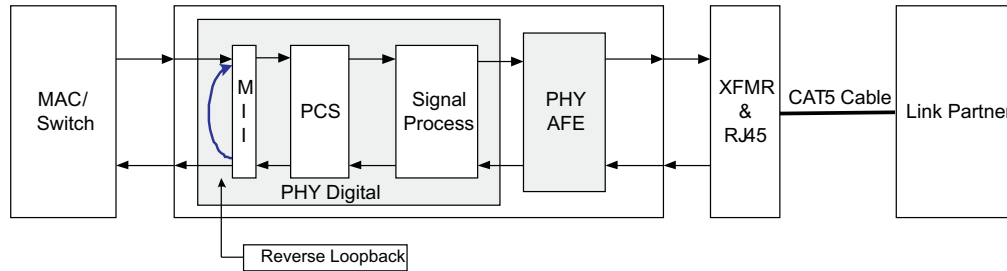 MAC/
Switch
M
I
I
PCS
Signal
Process
PHY Digital
PHY
AFE
XFMR
&
RJ45
CAT5 Cable
Link Partner
Reverse Loopback